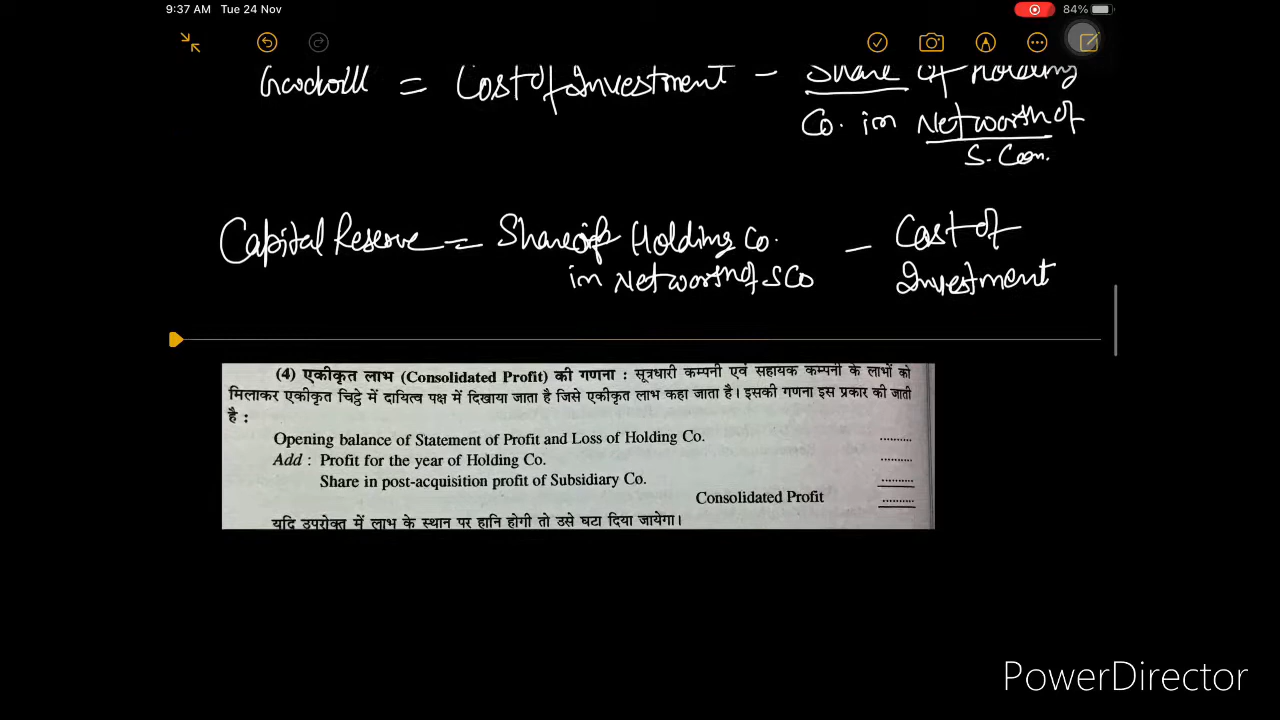 9:37 AM Tue 24 Nov
84%
Goodwill = Cost of Investment - Share of Holding
Co. in Networth of
S. Com.
Capital Reserve = Share of Holding Co. - Cost of
in Networth of S Co Investment
(4) एकीकृत लाभ (Consolidated Profit) की गणना : सूत्रधारी कम्पनी एवं सहायक कम्पनी के लाभों को
मिलाकर एकीकृत चिट्ठे में दायित्व पक्ष में दिखाया जाता है जिसे एकीकृत लाभ कहा जाता है। इसकी गणना इस प्रकार की जाती
है :
Opening balance of Statement of Profit and Loss of Holding Co. ..........
Add : Profit for the year of Holding Co. ..........
Share in post-acquisition profit of Subsidiary Co. ..........
Consolidated Profit ..........
यदि उपरोक्त में लाभ के स्थान पर हानि होगी तो उसे घटा दिया जायेगा।
PowerDirector